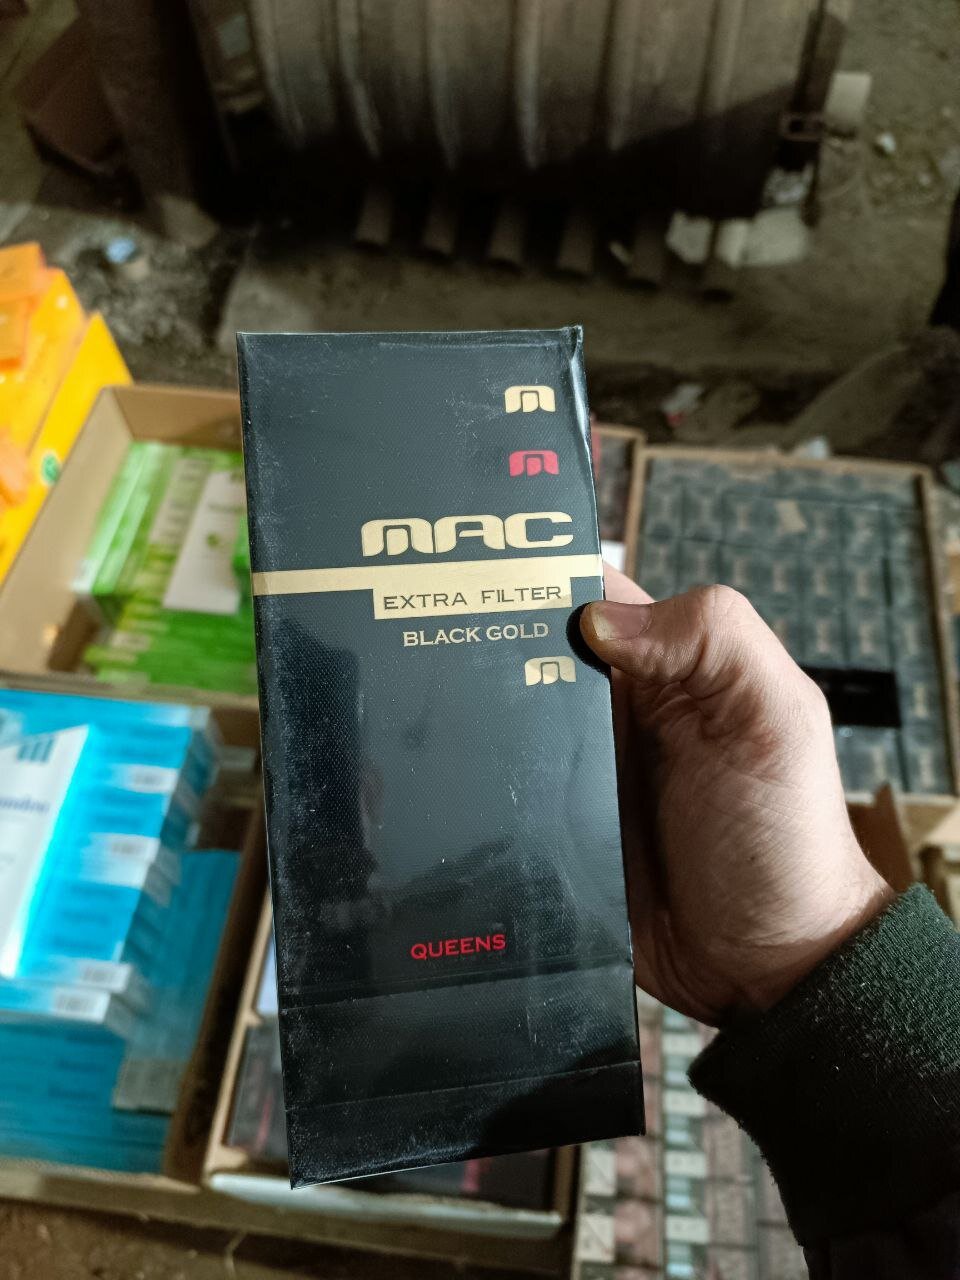 MAC
EXTRA FILTER
BLACK GOLD
QUEENS